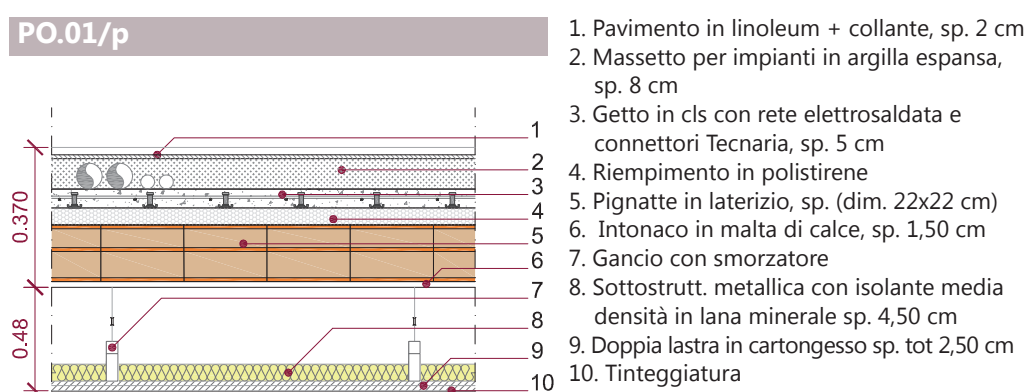 PO.01/p
0.370
0.48
1
2
3
4
5
6
7
8
9
10
1. Pavimento in linoleum + collante, sp. 2 cm
2. Massetto per impianti in argilla espansa,
sp. 8 cm
3. Getto in cls con rete elettrosaldata e
connettori Tecnaria, sp. 5 cm
4. Riempimento in polistirene
5. Pignatte in laterizio, sp. (dim. 22x22 cm)
6. Intonaco in malta di calce, sp. 1,50 cm
7. Gancio con smorzatore
8. Sottostrutt. metallica con isolante media
densità in lana minerale sp. 4,50 cm
9. Doppia lastra in cartongesso sp. tot 2,50 cm
10. Tinteggiatura